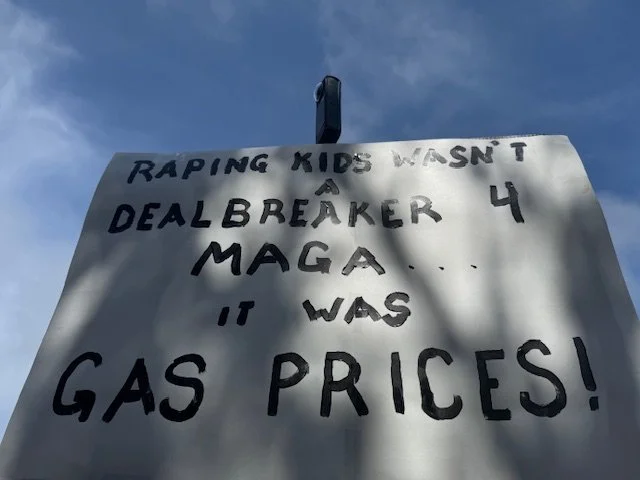 RAPING KIDS WASN'T
A
DEALBREAKER 4
MAGA....
IT WAS
GAS PRICES!